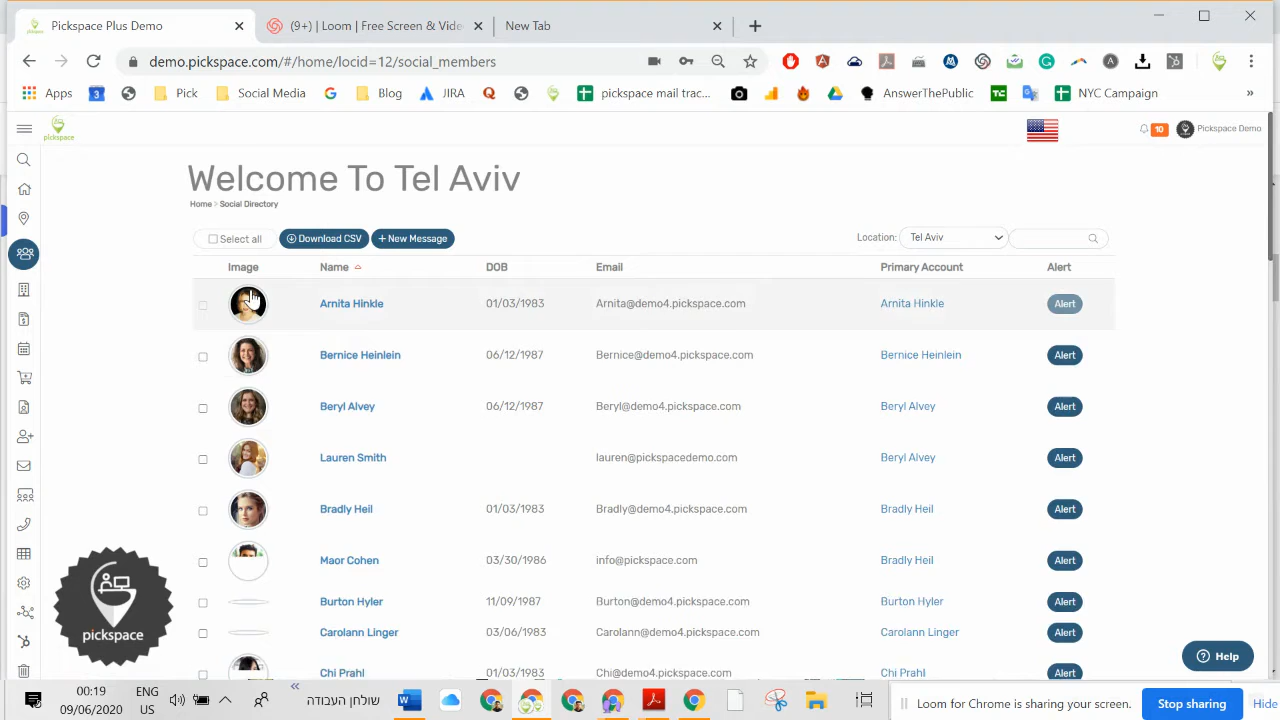 Pickspace Plus Demo
(9+) Loom | Free Screen & Vide
New Tab
demo.pickspace.com/#/home/locid=12/social_members
Apps
3
Pick
Social Media
Blog
JIRA
pickspace mail trac...
AnswerThePublic
TC
NYC Campaign
»
pickspace
10
Pickspace Demo
Welcome To Tel Aviv
Home > Social Directory
Select all
Download CSV
+ New Message
Location:
Tel Aviv
Image Name DOB Email Primary Account Alert
Arnita Hinkle 01/03/1983 Arnita@demo4.pickspace.com Arnita Hinkle Alert
Bernice Heinlein 06/12/1987 Bernice@demo4.pickspace.com Bernice Heinlein Alert
Beryl Alvey 06/12/1987 Beryl@demo4.pickspace.com Beryl Alvey Alert
Lauren Smith lauren@pickspacedemo.com Beryl Alvey Alert
Bradly Heil 01/03/1983 Bradly@demo4.pickspace.com Bradly Heil Alert
Maor Cohen 03/30/1986 info@pickspace.com Bradly Heil Alert
Burton Hyler 11/09/1987 Burton@demo4.pickspace.com Burton Hyler Alert
Carolann Linger 03/06/1983 Carolann@demo4.pickspace.com Carolann Linger Alert
Chi Prahl 01/03/1983 Chi@demo4.pickspace.com Chi Prahl Alert
pickspace
Help
00:19
09/06/2020
ENG
US
«
שולחן העבודה
Loom for Chrome is sharing your screen.
Stop sharing
Hide